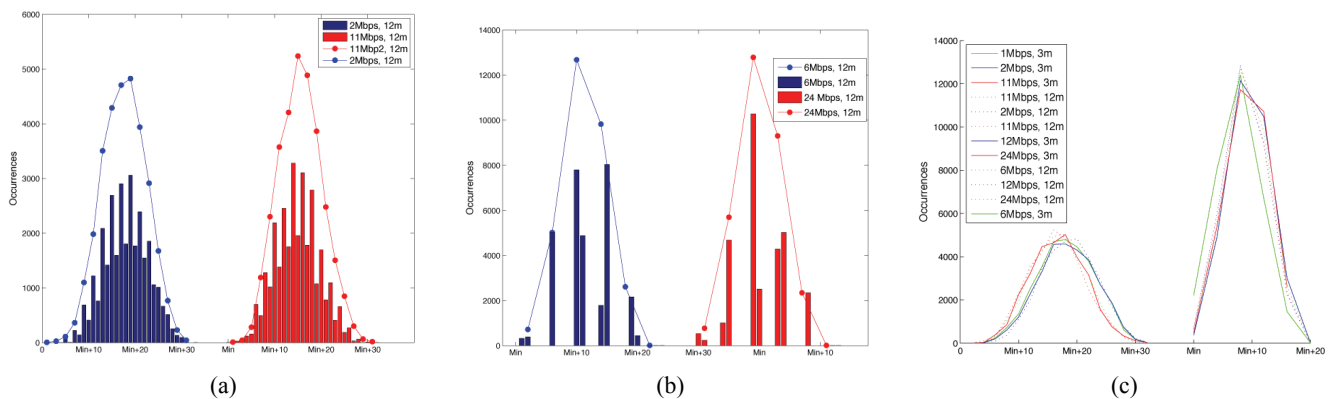 6000
5000
4000
3000
2000
1000
0
Occurrences
0 Min+10 Min+20 Min+30 Min Min+10 Min+20 Min+30
2Mbps, 12m
11Mbps, 12m
11Mbp2, 12m
2Mbps, 12m
(a)
14000
12000
10000
8000
6000
4000
2000
0
Occurrences
Min Min+10 Min+20 Min+30 Min Min+10
6Mbps, 12m
6Mbps, 12m
24 Mbps, 12m
24Mbps, 12m
(b)
14000
12000
10000
8000
6000
4000
2000
0
Occurrences
0 Min+10 Min+20 Min+30 Min Min+10 Min+20
1Mbps, 3m
2Mbps, 3m
11Mbps, 3m
11Mbps, 12m
2Mbps, 12m
11Mbps, 12m
12Mbps, 3m
24Mbps, 3m
6Mbps, 12m
12Mbps, 12m
24Mbps, 12m
6Mbps, 3m
(c)